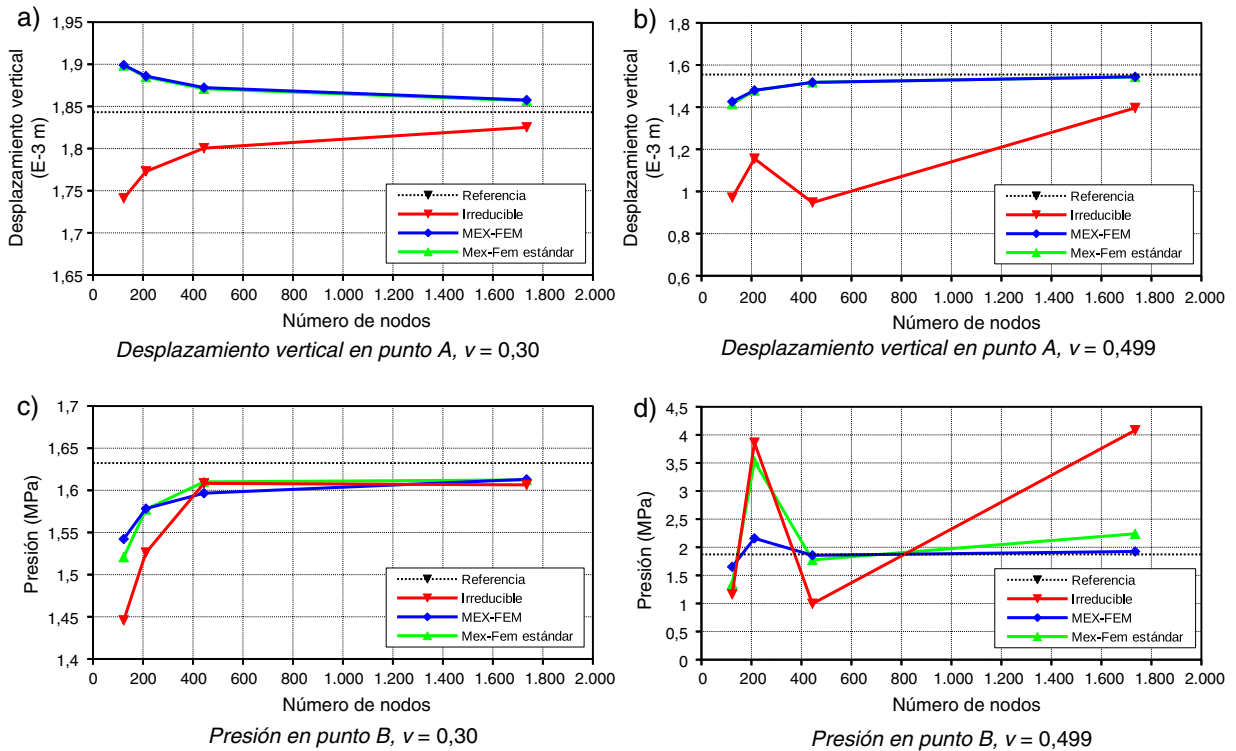 a)
1,95
1,9
1,85
1,8
1,75
1,7
1,65
Desplazamiento vertical
(E-3 m)
Referencia
Irreducible
MEX-FEM
Mex-Fem estándar
0 200 400 600 800 1.000 1.200 1.400 1.600 1.800 2.000
Número de nodos
Desplazamiento vertical en punto A, v = 0,30
b)
1,8
1,6
1,4
1,2
1
0,8
0,6
Desplazamiento vertical
(E-3 m)
Referencia
Irreducible
MEX-FEM
Mex-Fem estándar
0 200 400 600 800 1.000 1.200 1.400 1.600 1.800 2.000
Número de nodos
Desplazamiento vertical en punto A, v = 0,499
c)
1,7
1,65
1,6
1,55
1,5
1,45
1,4
Presión (MPa)
Referencia
Irreducible
MEX-FEM
Mex-Fem estándar
0 200 400 600 800 1.000 1.200 1.400 1.600 1.800 2.000
Número de nodos
Presión en punto B, v = 0,30
d)
4,5
4
3,5
3
2,5
2
1,5
1
0,5
0
Presión (MPa)
Referencia
Irreducible
MEX-FEM
Mex-Fem estándar
0 200 400 600 800 1.000 1.200 1.400 1.600 1.800 2.000
Número de nodos
Presión en punto B, v = 0,499